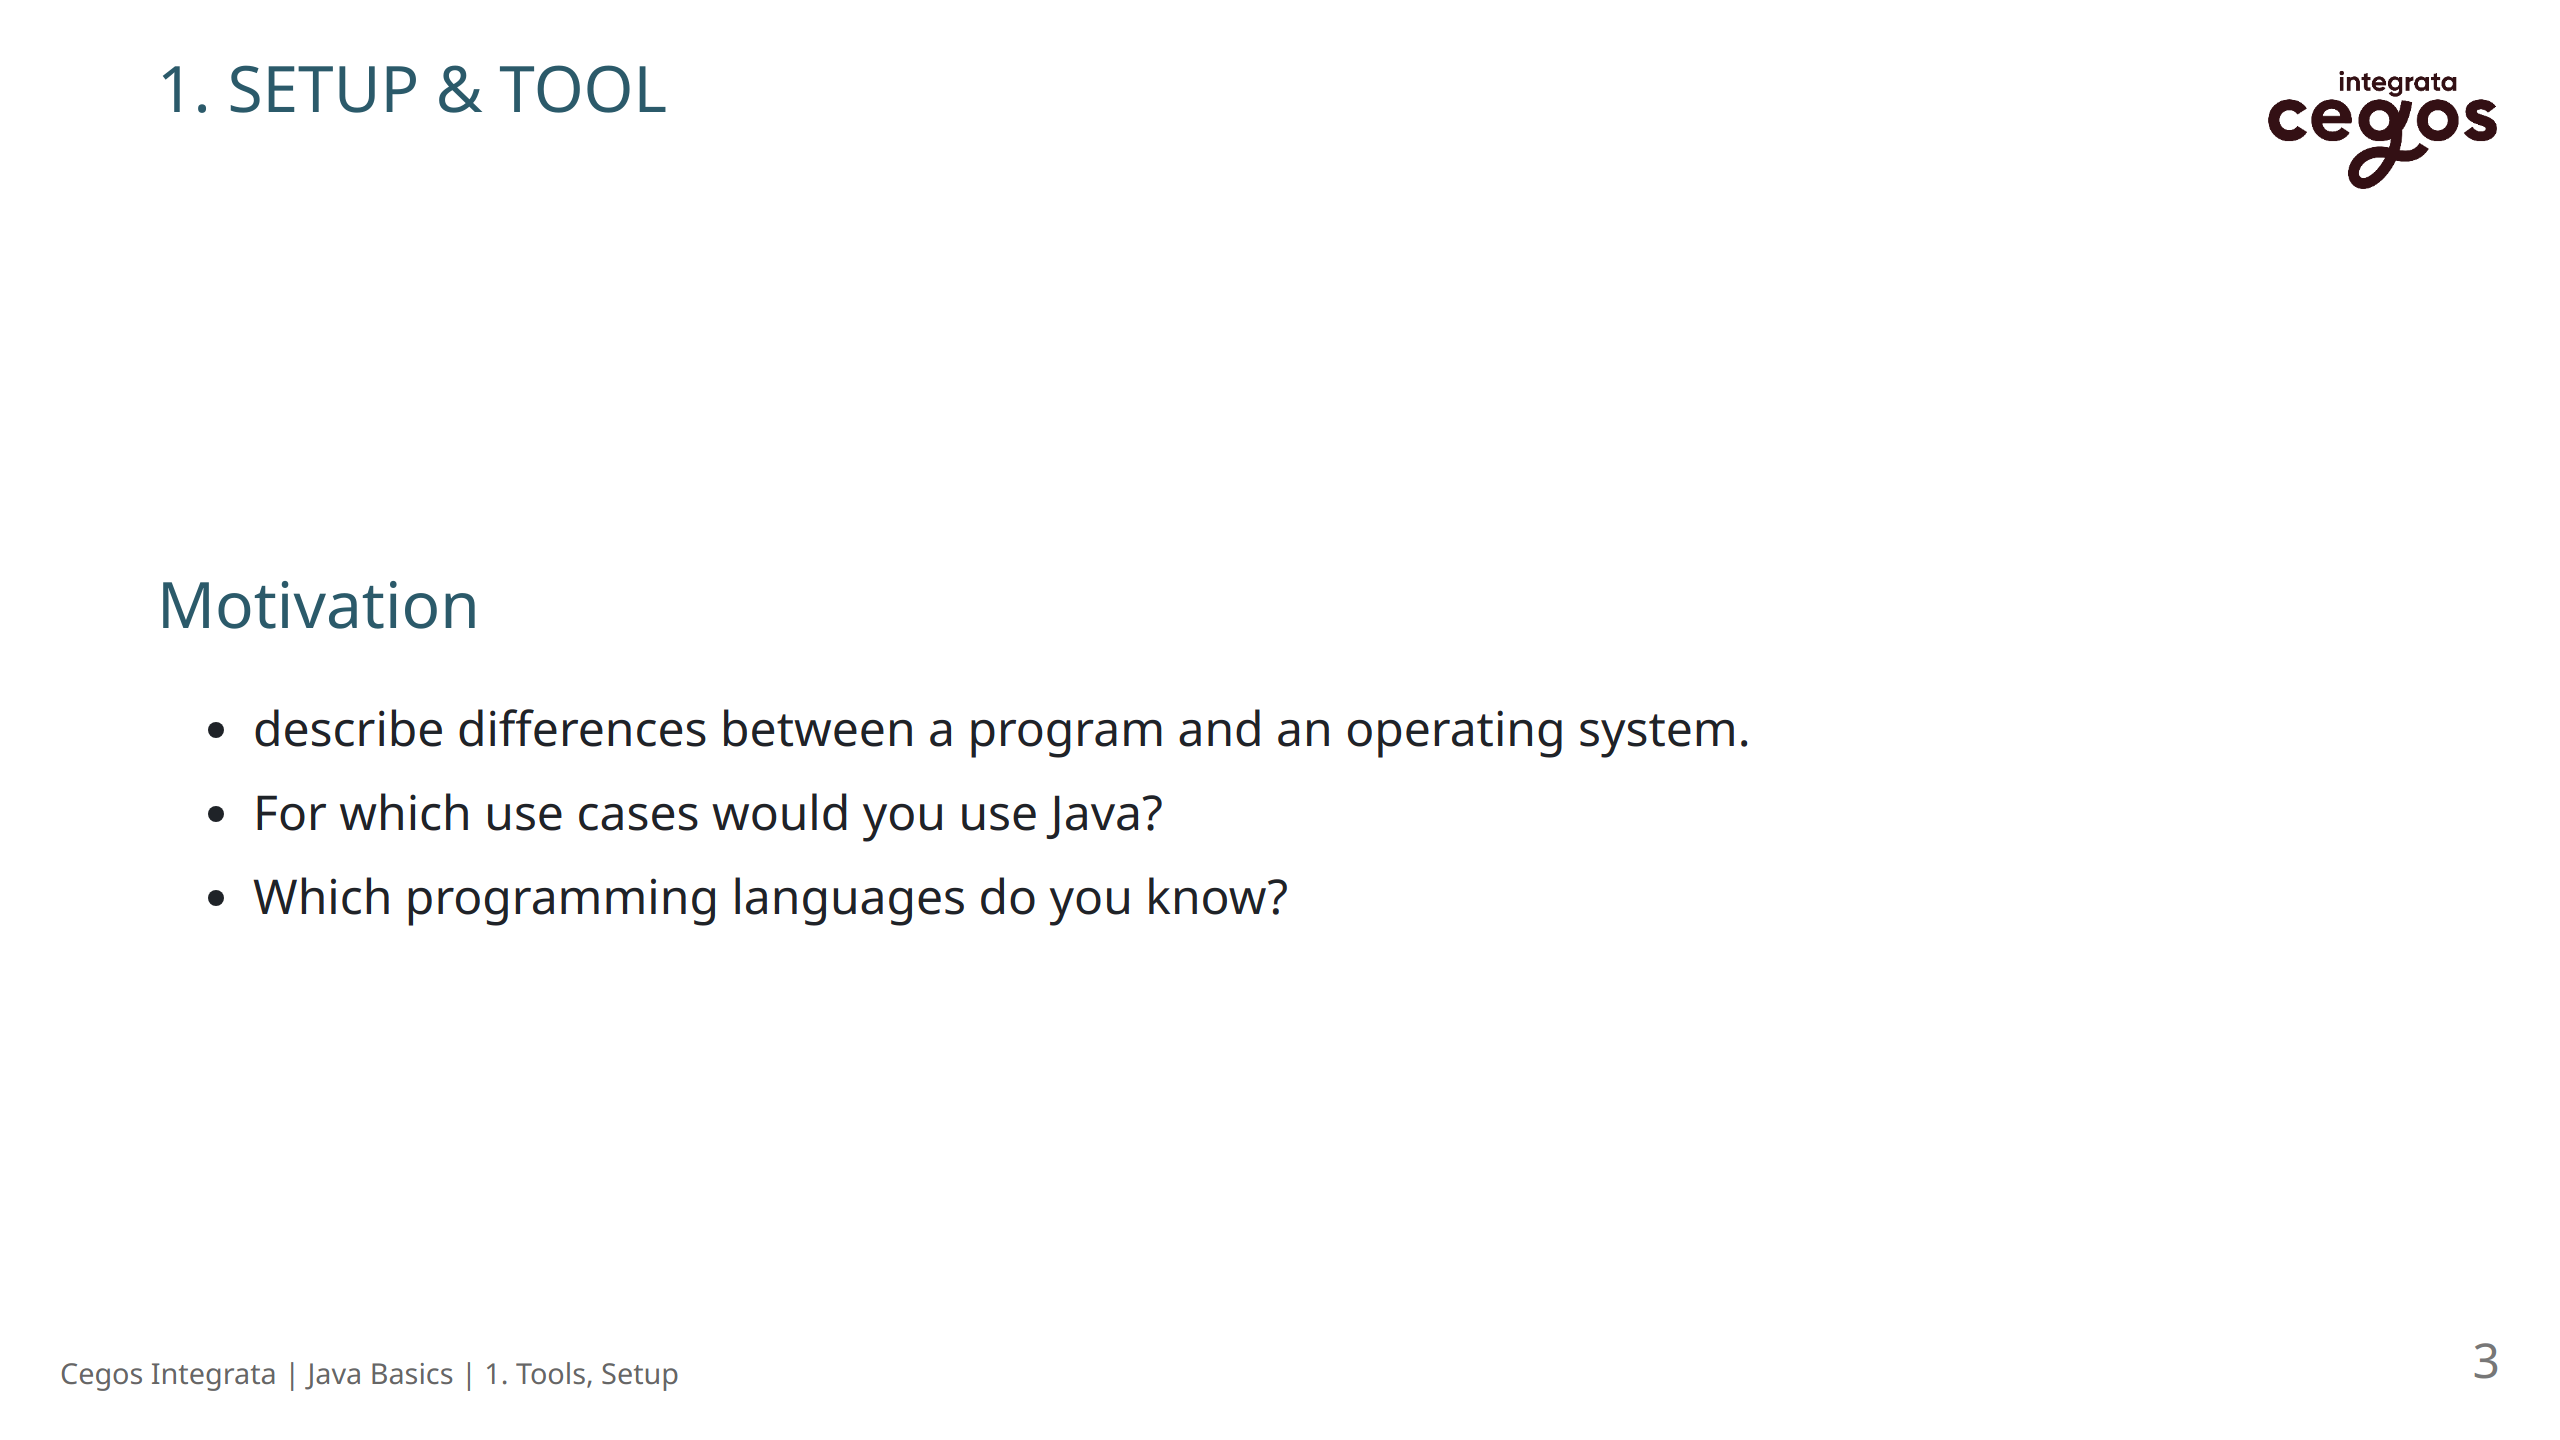 1. SETUP & TOOL
integrata
cegos
Motivation
• describe differences between a program and an operating system.
• For which use cases would you use Java?
• Which programming languages do you know?
Cegos Integrata | Java Basics | 1. Tools, Setup
3